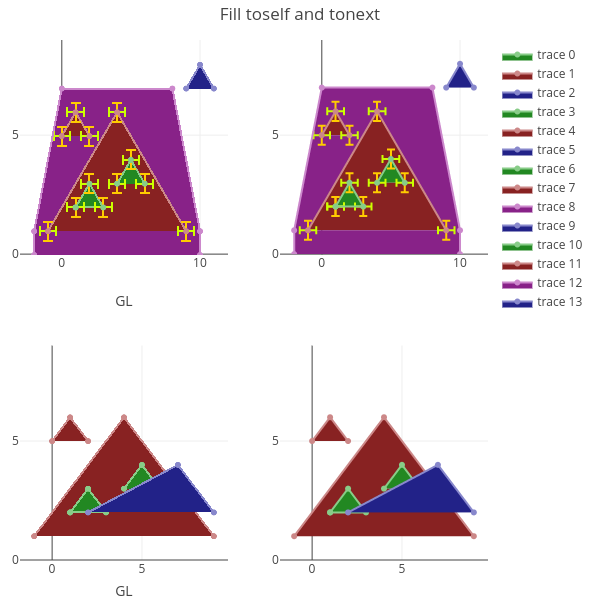 Fill toself and tonext
5
0
0
10
GL
5
0
0
10
trace 0
trace 1
trace 2
trace 3
trace 4
trace 5
trace 6
trace 7
trace 8
trace 9
trace 10
trace 11
trace 12
trace 13
5
0
0
5
GL
5
0
0
5